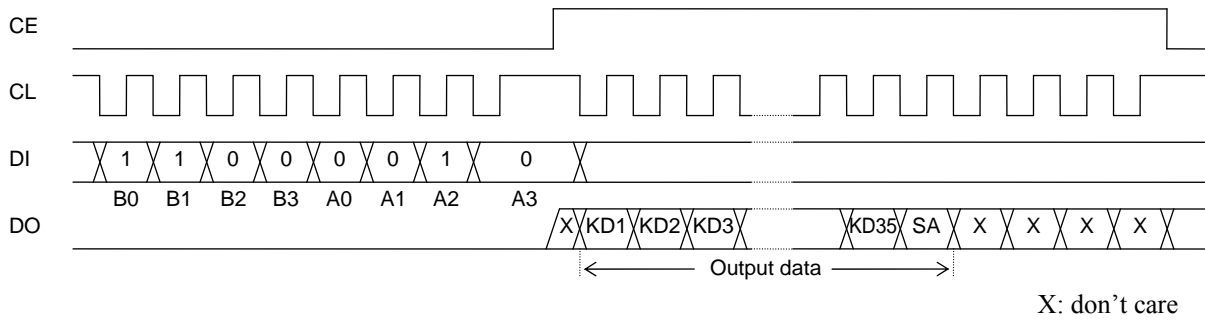 CE
CL
DI 1 1 0 0 0 0 1 0
B0 B1 B2 B3 A0 A1 A2 A3
DO X KD1 KD2 KD3 KD35 SA X X X X
Output data
X: don’t care